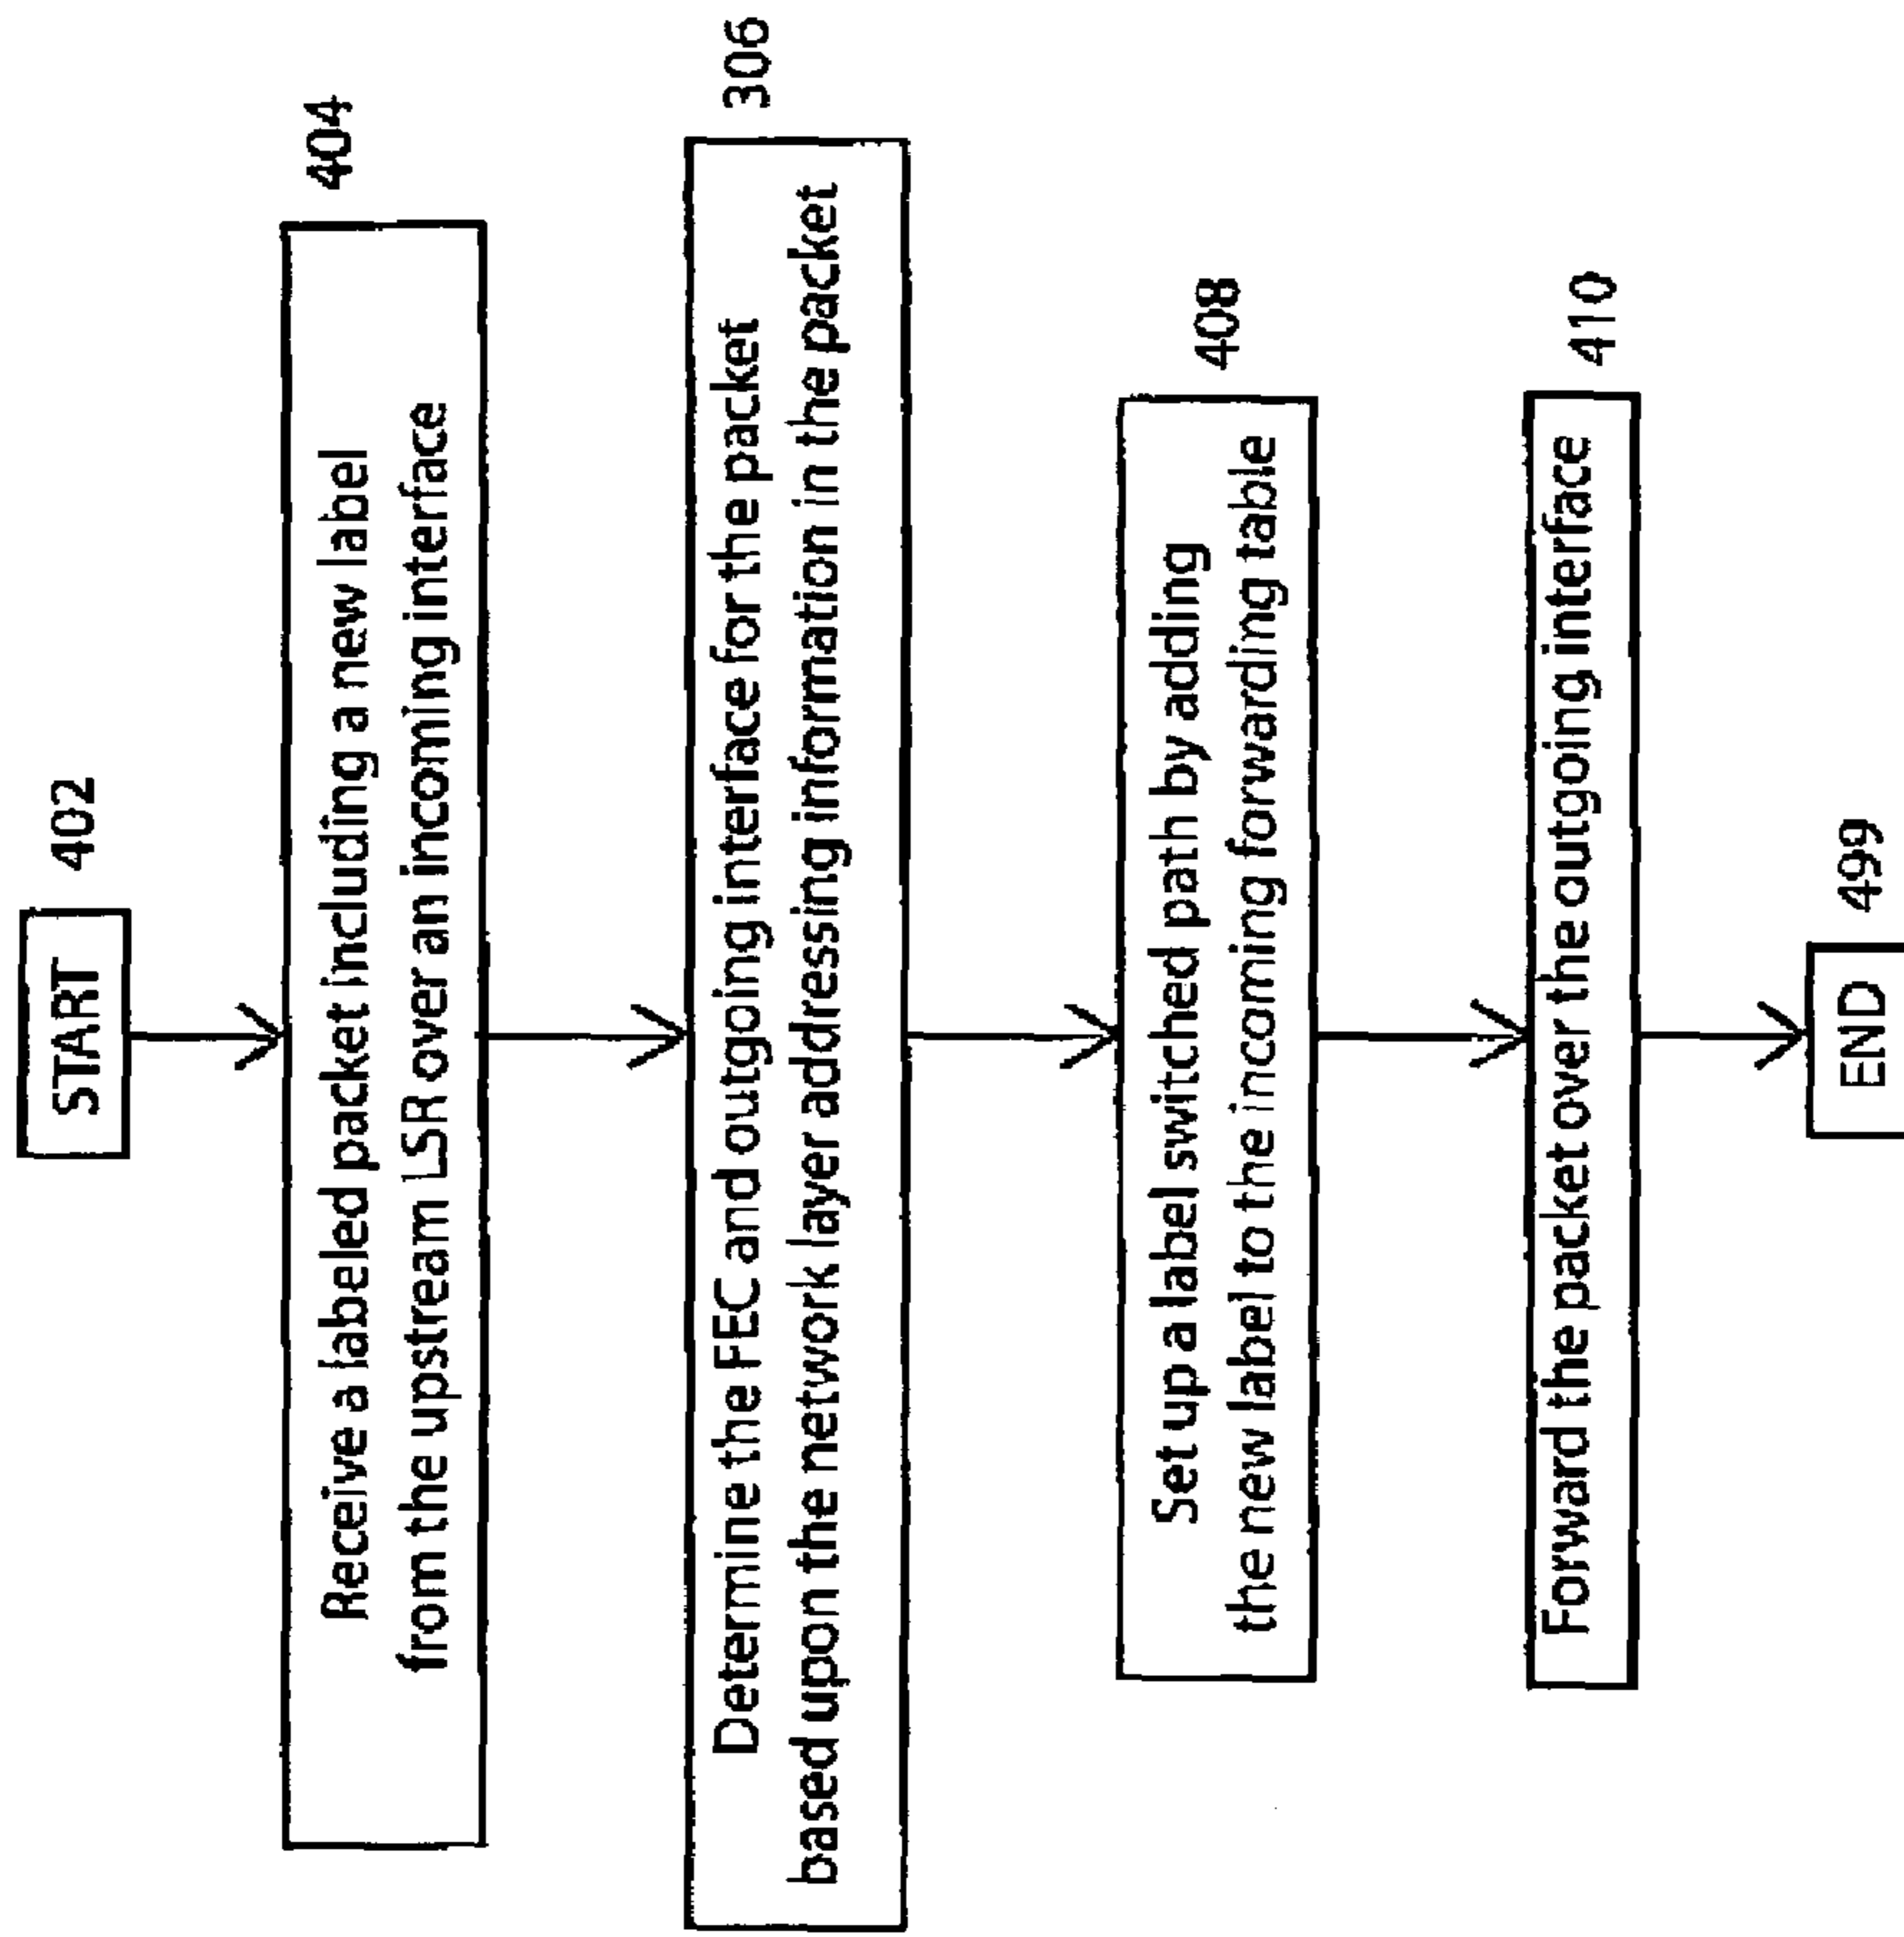 START 402
404
Receive a labeled packet including a new label
from the upstream LSR over an incoming interface
306
Determine the FEC and outgoing interface for the packet
based upon the network layer addressing information in the packet
408
Set up a label switched path by adding
the new label to the incoming forwarding table
410
Forward the packet over the outgoing interface
END 499